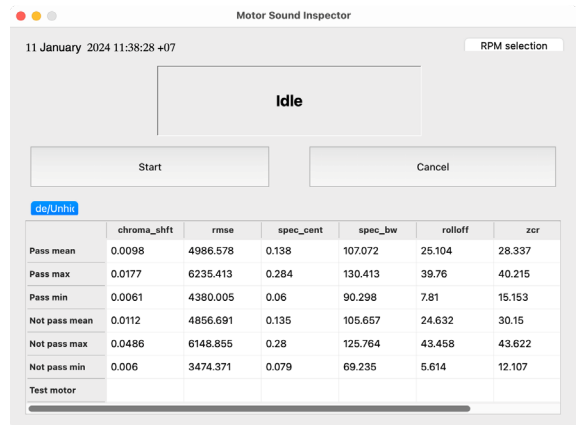 Motor Sound Inspector
11 January 2024 11:38:28 +07
RPM selection
Idle
Start
Cancel
de/Unhic
chroma_shft rmse spec_cent spec_bw rolloff zcr
Pass mean 0.0098 4986.578 0.138 107.072 25.104 28.337
Pass max 0.0177 6235.413 0.284 130.413 39.76 40.215
Pass min 0.0061 4380.005 0.06 90.298 7.81 15.153
Not pass mean 0.0112 4856.691 0.135 105.657 24.632 30.15
Not pass max 0.0486 6148.855 0.28 125.764 43.458 43.622
Not pass min 0.006 3474.371 0.079 69.235 5.614 12.107
Test motor